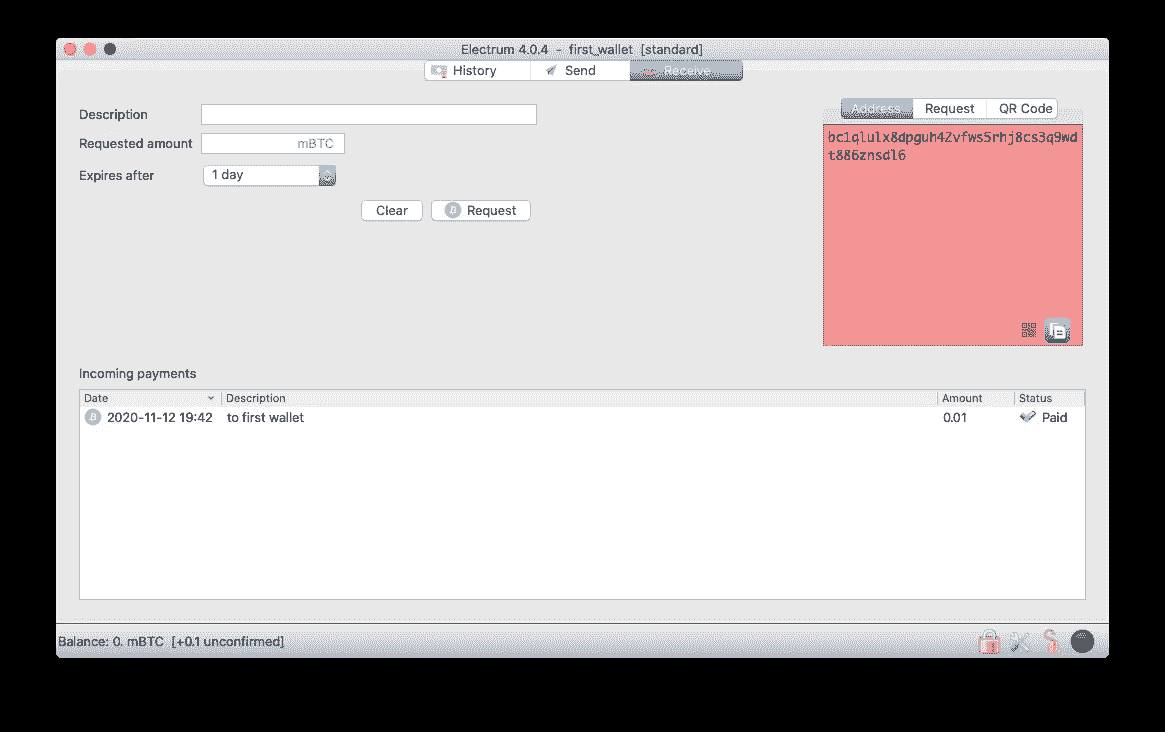 Electrum 4.0.4 - first_wallet [standard]
History Send Receive
Description
Requested amount mBTC
Expires after 1 day
Clear Request
Address Request QR Code
bc1qlulx8dpguh42vfws5rhj8cs3q9wd
t886znsdl6
Incoming payments
Date Description Amount Status
2020-11-12 19:42 to first wallet 0.01 Paid
Balance: 0. mBTC [+0.1 unconfirmed]